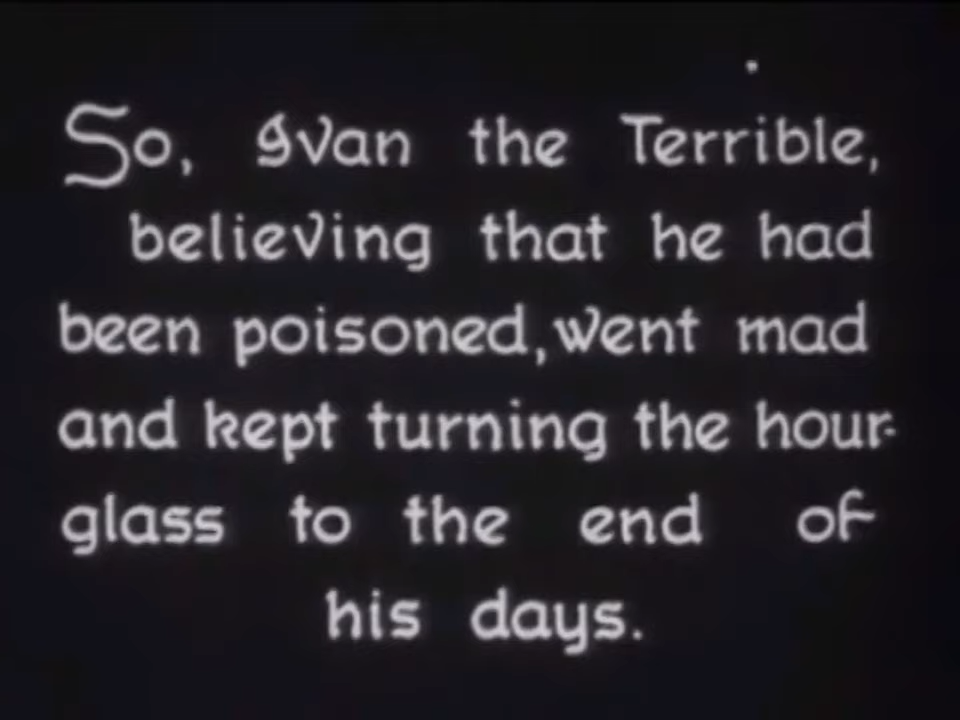 So, Ivan the Terrible,
believing that he had
been poisoned, went mad
and kept turning the hour-
glass to the end of
his days.